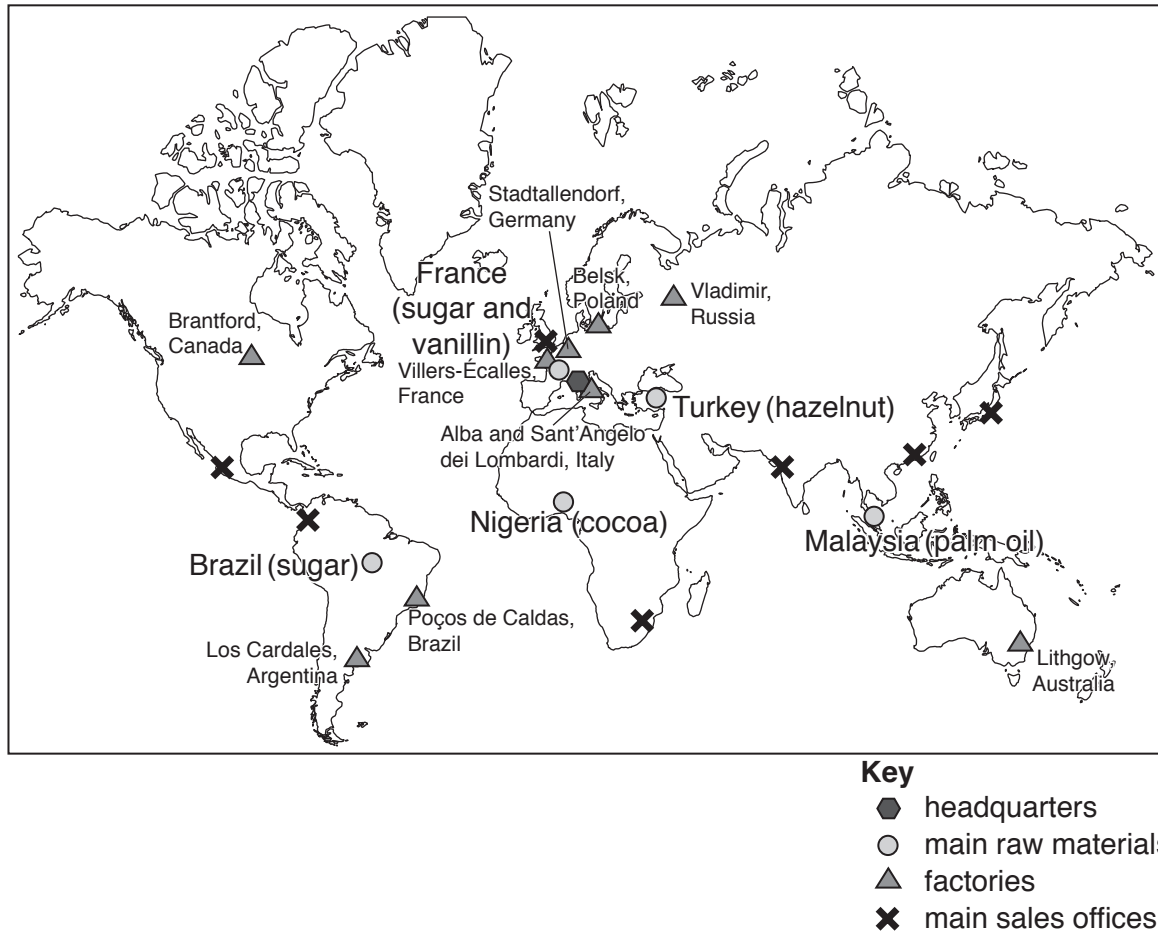 Stadtallendorf,
Germany
France
(sugar and
vanillin)
Belsk,
Poland
Vladimir,
Russia
Brantford,
Canada
Villers-Écalles,
France
Turkey (hazelnut)
Alba and Sant'Angelo
dei Lombardi, Italy
Nigeria (cocoa)
Malaysia (palm oil)
Brazil (sugar)
Poços de Caldas,
Brazil
Los Cardales,
Argentina
Lithgow,
Australia
Key
headquarters
main raw materials
factories
main sales offices